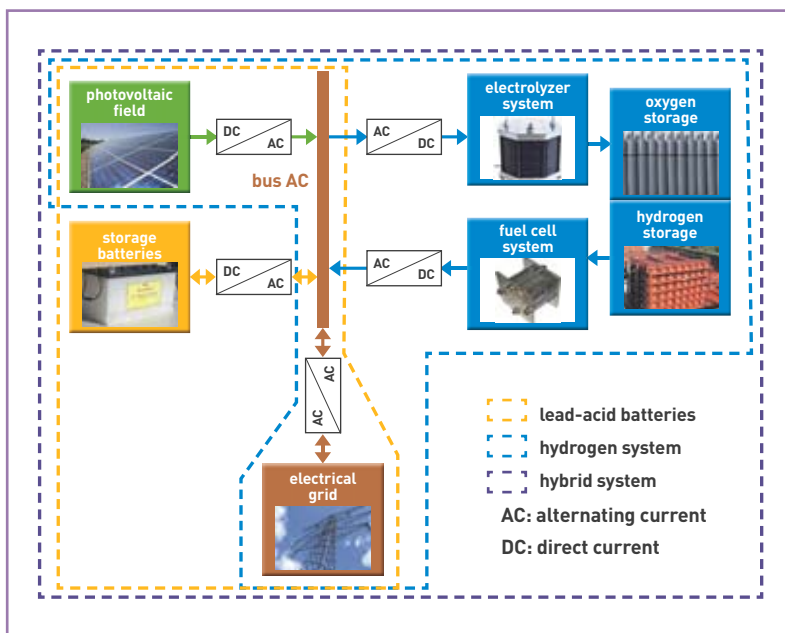 photovoltaic
field
DC
AC
bus AC
AC
DC
electrolyzer
system
oxygen
storage
storage
batteries
DC
AC
AC
DC
fuel cell
system
hydrogen
storage
AC
AC
electrical
grid
lead-acid batteries
hydrogen system
hybrid system
AC: alternating current
DC: direct current